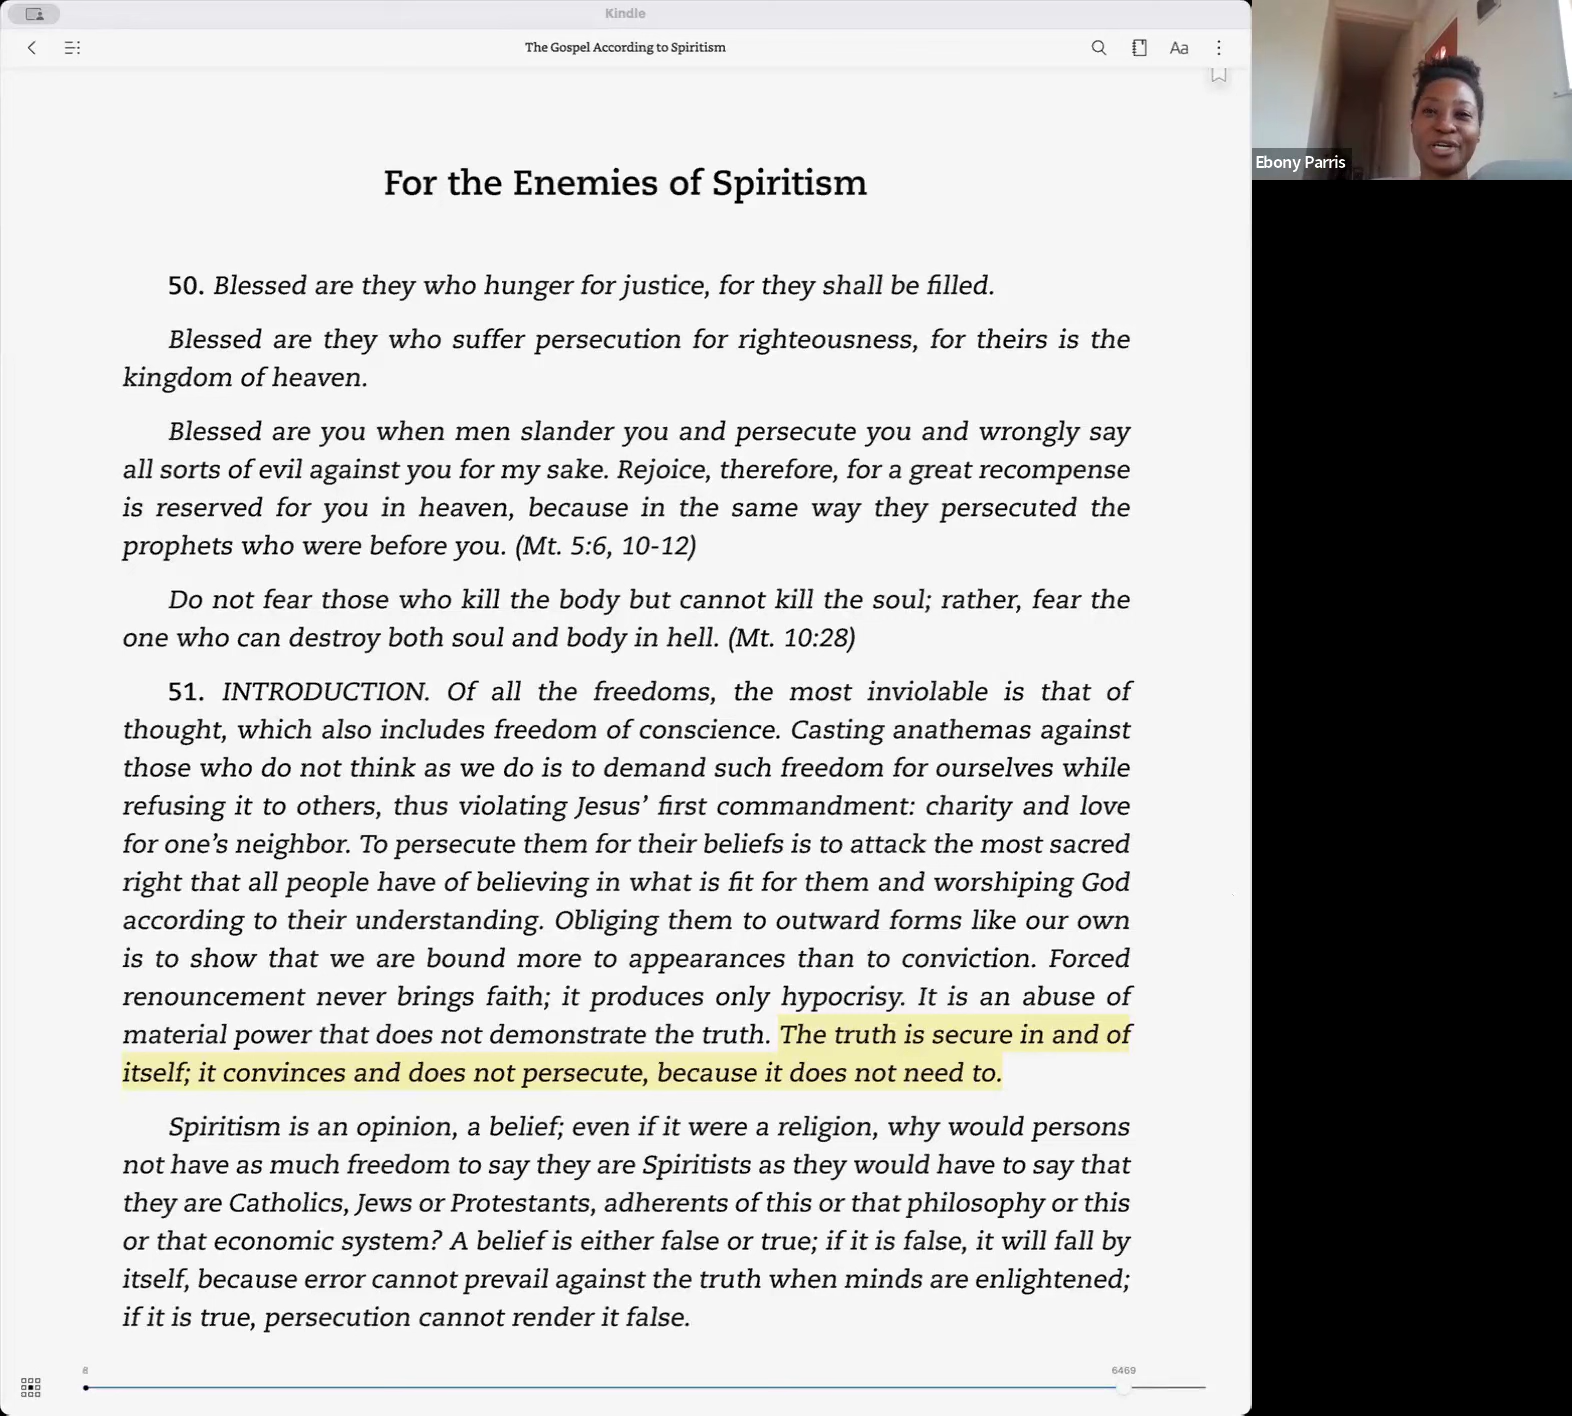 Kindle
The Gospel According to Spiritism
Aa
Ebony Parris
For the Enemies of Spiritism
50. Blessed are they who hunger for justice, for they shall be filled.
Blessed are they who suffer persecution for righteousness, for theirs is the
kingdom of heaven.
Blessed are you when men slander you and persecute you and wrongly say
all sorts of evil against you for my sake. Rejoice, therefore, for a great recompense
is reserved for you in heaven, because in the same way they persecuted the
prophets who were before you. (Mt. 5:6, 10-12)
Do not fear those who kill the body but cannot kill the soul; rather, fear the
one who can destroy both soul and body in hell. (Mt. 10:28)
51. INTRODUCTION. Of all the freedoms, the most inviolable is that of
thought, which also includes freedom of conscience. Casting anathemas against
those who do not think as we do is to demand such freedom for ourselves while
refusing it to others, thus violating Jesus’ first commandment: charity and love
for one’s neighbor. To persecute them for their beliefs is to attack the most sacred
right that all people have of believing in what is fit for them and worshiping God
according to their understanding. Obliging them to outward forms like our own
is to show that we are bound more to appearances than to conviction. Forced
renouncement never brings faith; it produces only hypocrisy. It is an abuse of
material power that does not demonstrate the truth. The truth is secure in and of
itself; it convinces and does not persecute, because it does not need to.
Spiritism is an opinion, a belief; even if it were a religion, why would persons
not have as much freedom to say they are Spiritists as they would have to say that
they are Catholics, Jews or Protestants, adherents of this or that philosophy or this
or that economic system? A belief is either false or true; if it is false, it will fall by
itself, because error cannot prevail against the truth when minds are enlightened;
if it is true, persecution cannot render it false.
8
6469